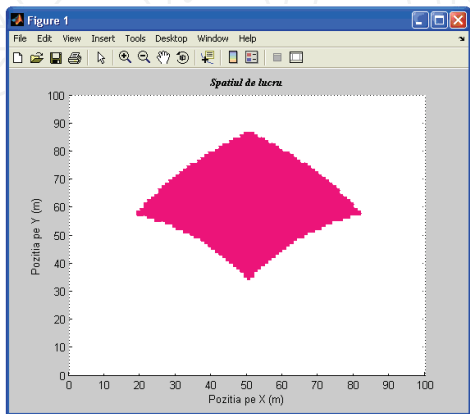 Figure 1
File Edit View Insert Tools Desktop Window Help
Spatiul de lucru
100
90
80
70
60
50
40
30
20
10
0
Pozitia pe Y (m)
0 10 20 30 40 50 60 70 80 90 100
Pozitia pe X (m)